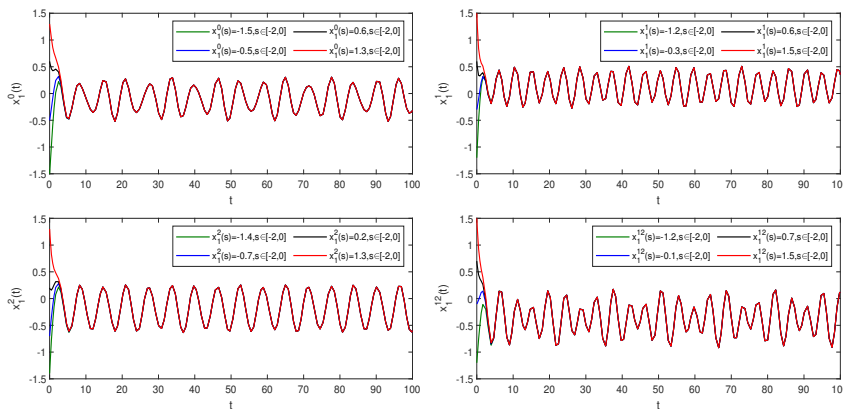 1.5
1
0.5
0
-0.5
-1
-1.5
x_1^0(t)
x_1^0(s)=-1.5,s∈[-2,0]
x_1^0(s)=0.6,s∈[-2,0]
x_1^0(s)=-0.5,s∈[-2,0]
x_1^0(s)=1.3,s∈[-2,0]
0 10 20 30 40 50 60 70 80 90 100
t
1.5
1
0.5
0
-0.5
-1
-1.5
x_1^1(t)
x_1^1(s)=-1.2,s∈[-2,0]
x_1^1(s)=0.6,s∈[-2,0]
x_1^1(s)=-0.3,s∈[-2,0]
x_1^1(s)=1.5,s∈[-2,0]
0 10 20 30 40 50 60 70 80 90 100
t
1.5
1
0.5
0
-0.5
-1
-1.5
x_1^2(t)
x_1^2(s)=-1.4,s∈[-2,0]
x_1^2(s)=0.2,s∈[-2,0]
x_1^2(s)=-0.7,s∈[-2,0]
x_1^2(s)=1.3,s∈[-2,0]
0 10 20 30 40 50 60 70 80 90 100
t
1.5
1
0.5
0
-0.5
-1
-1.5
x_1^12(t)
x_1^12(s)=-1.2,s∈[-2,0]
x_1^12(s)=0.7,s∈[-2,0]
x_1^12(s)=-0.1,s∈[-2,0]
x_1^12(s)=1.5,s∈[-2,0]
0 10 20 30 40 50 60 70 80 90 100
t